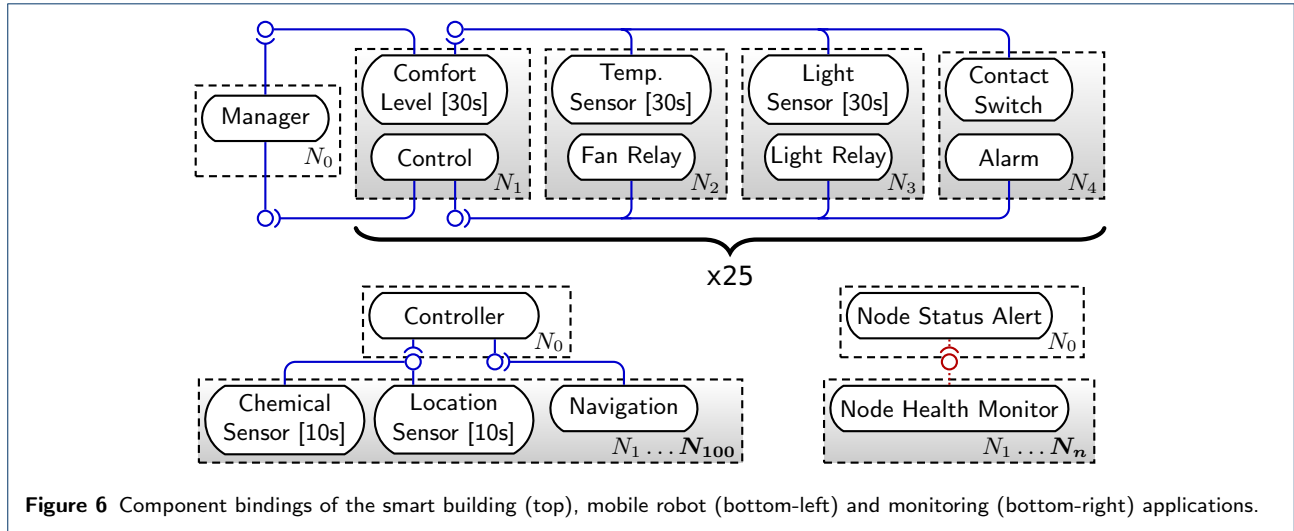 Manager
N₀
Comfort
Level [30s]
Control
N₁
Temp.
Sensor [30s]
Fan Relay
N₂
Light
Sensor [30s]
Light Relay
N₃
Contact
Switch
Alarm
N₄
x25
Controller
N₀
Chemical
Sensor [10s]
Location
Sensor [10s]
Navigation
N₁ … N₁₀₀
Node Status Alert
N₀
Node Health Monitor
N₁ … Nₙ
Figure 6 Component bindings of the smart building (top), mobile robot (bottom-left) and monitoring (bottom-right) applications.